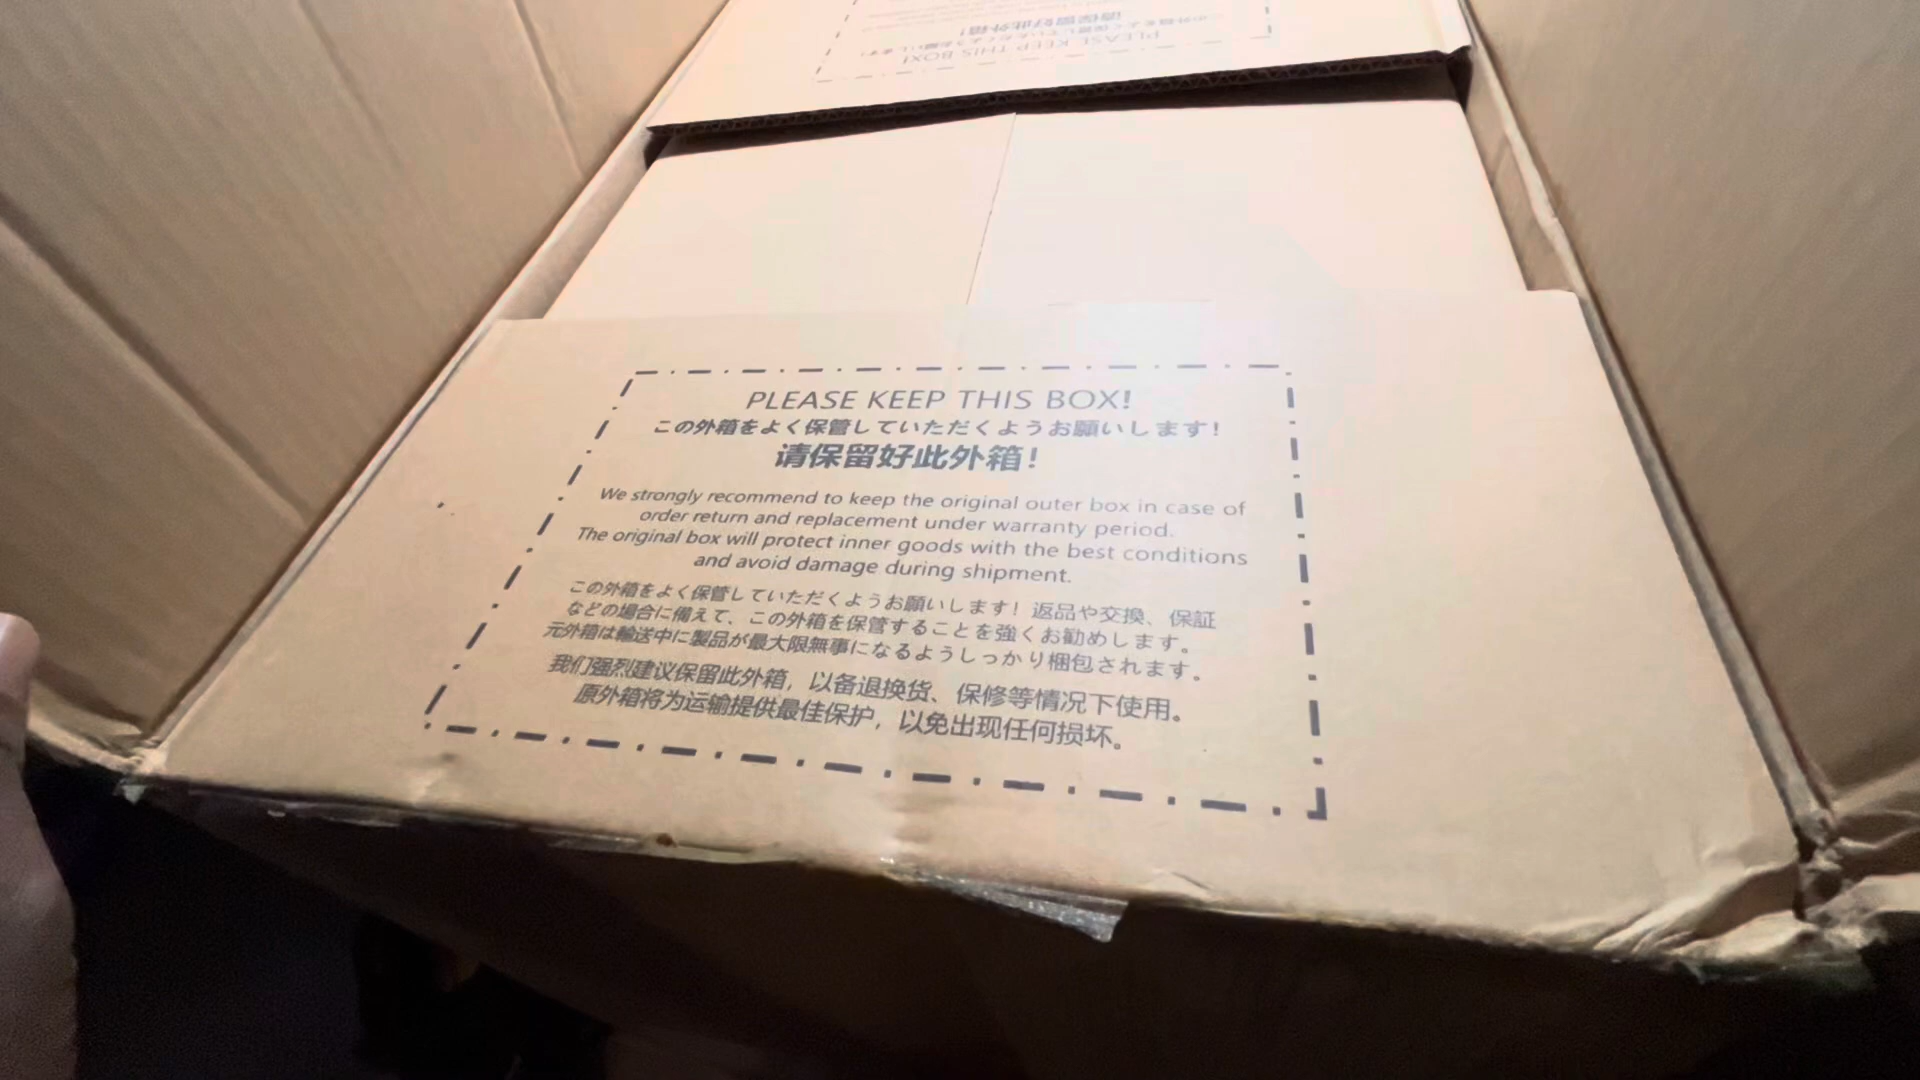 PLEASE KEEP THIS BOX!
请保留好此外箱!
PLEASE KEEP THIS BOX!
この外箱をよく保管していただくようお願いします!
请保留好此外箱!
We strongly recommend to keep the original outer box in case of
order return and replacement under warranty period.
The original box will protect inner goods with the best conditions
and avoid damage during shipment.
この外箱をよく保管していただくようお願いします! 返品や交換、保証
などの場合に備えて、この外箱を保管することを強くお勧めします。
元外箱は輸送中に製品が最大限無事になるようしっかり梱包されます。
我们强烈建议保留此外箱，以备退换货、保修等情况下使用。
原外箱将为运输提供最佳保护，以免出现任何损坏。